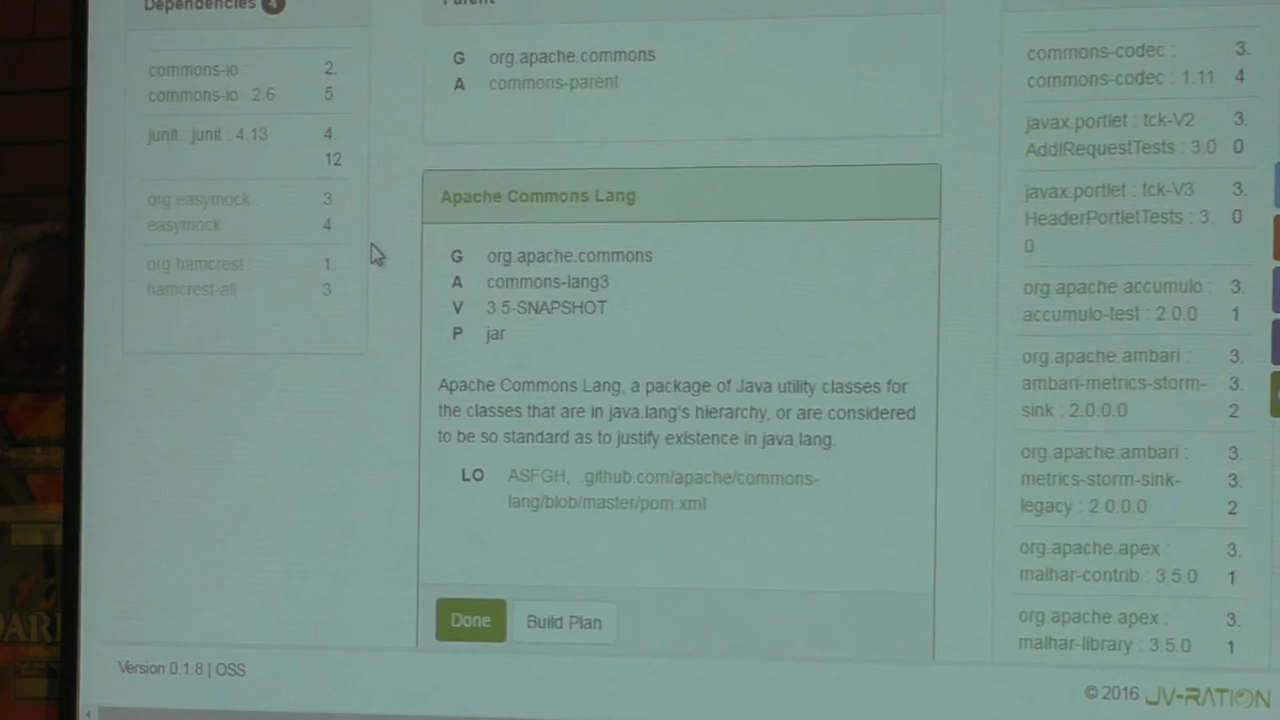 Dependencies 4
commons-io : 2.
commons-io : 2.6 5
junit : junit : 4.13 4.
12
org.easymock : 3.
easymock 4
org.hamcrest : 1.
hamcrest-all 3
Parent
G org.apache.commons
A commons-parent
Apache Commons Lang
G org.apache.commons
A commons-lang3
V 3.5-SNAPSHOT
P jar
Apache Commons Lang, a package of Java utility classes for
the classes that are in java.lang's hierarchy, or are considered
to be so standard as to justify existence in java.lang.
LO ASFGH, ..github.com/apache/commons-
lang/blob/master/pom.xml
Done Build Plan
commons-codec : 3.
commons-codec : 1.11 4
javax.portlet : tck-V2 3.
AddlRequestTests : 3.0 0
javax.portlet : tck-V3 3.
HeaderPortletTests : 3. 0
0
org.apache.accumulo : 3.
accumulo-test : 2.0.0 1
org.apache.ambari : 3.
ambari-metrics-storm- 3.
sink : 2.0.0.0 2
org.apache.ambari : 3.
metrics-storm-sink- 3.
legacy : 2.0.0.0 2
org.apache.apex : 3.
malhar-contrib : 3.5.0 1
org.apache.apex : 3.
malhar-library : 3.5.0 1
Version 0.1.8 | OSS
© 2016 JV-RATION